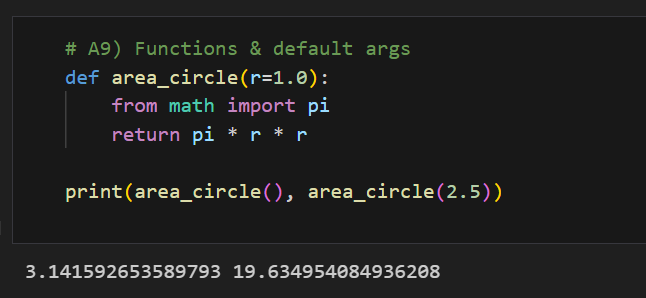 # A9) Functions & default args
def area_circle(r=1.0):
    from math import pi
    return pi * r * r

print(area_circle(), area_circle(2.5))

3.141592653589793 19.634954084936208